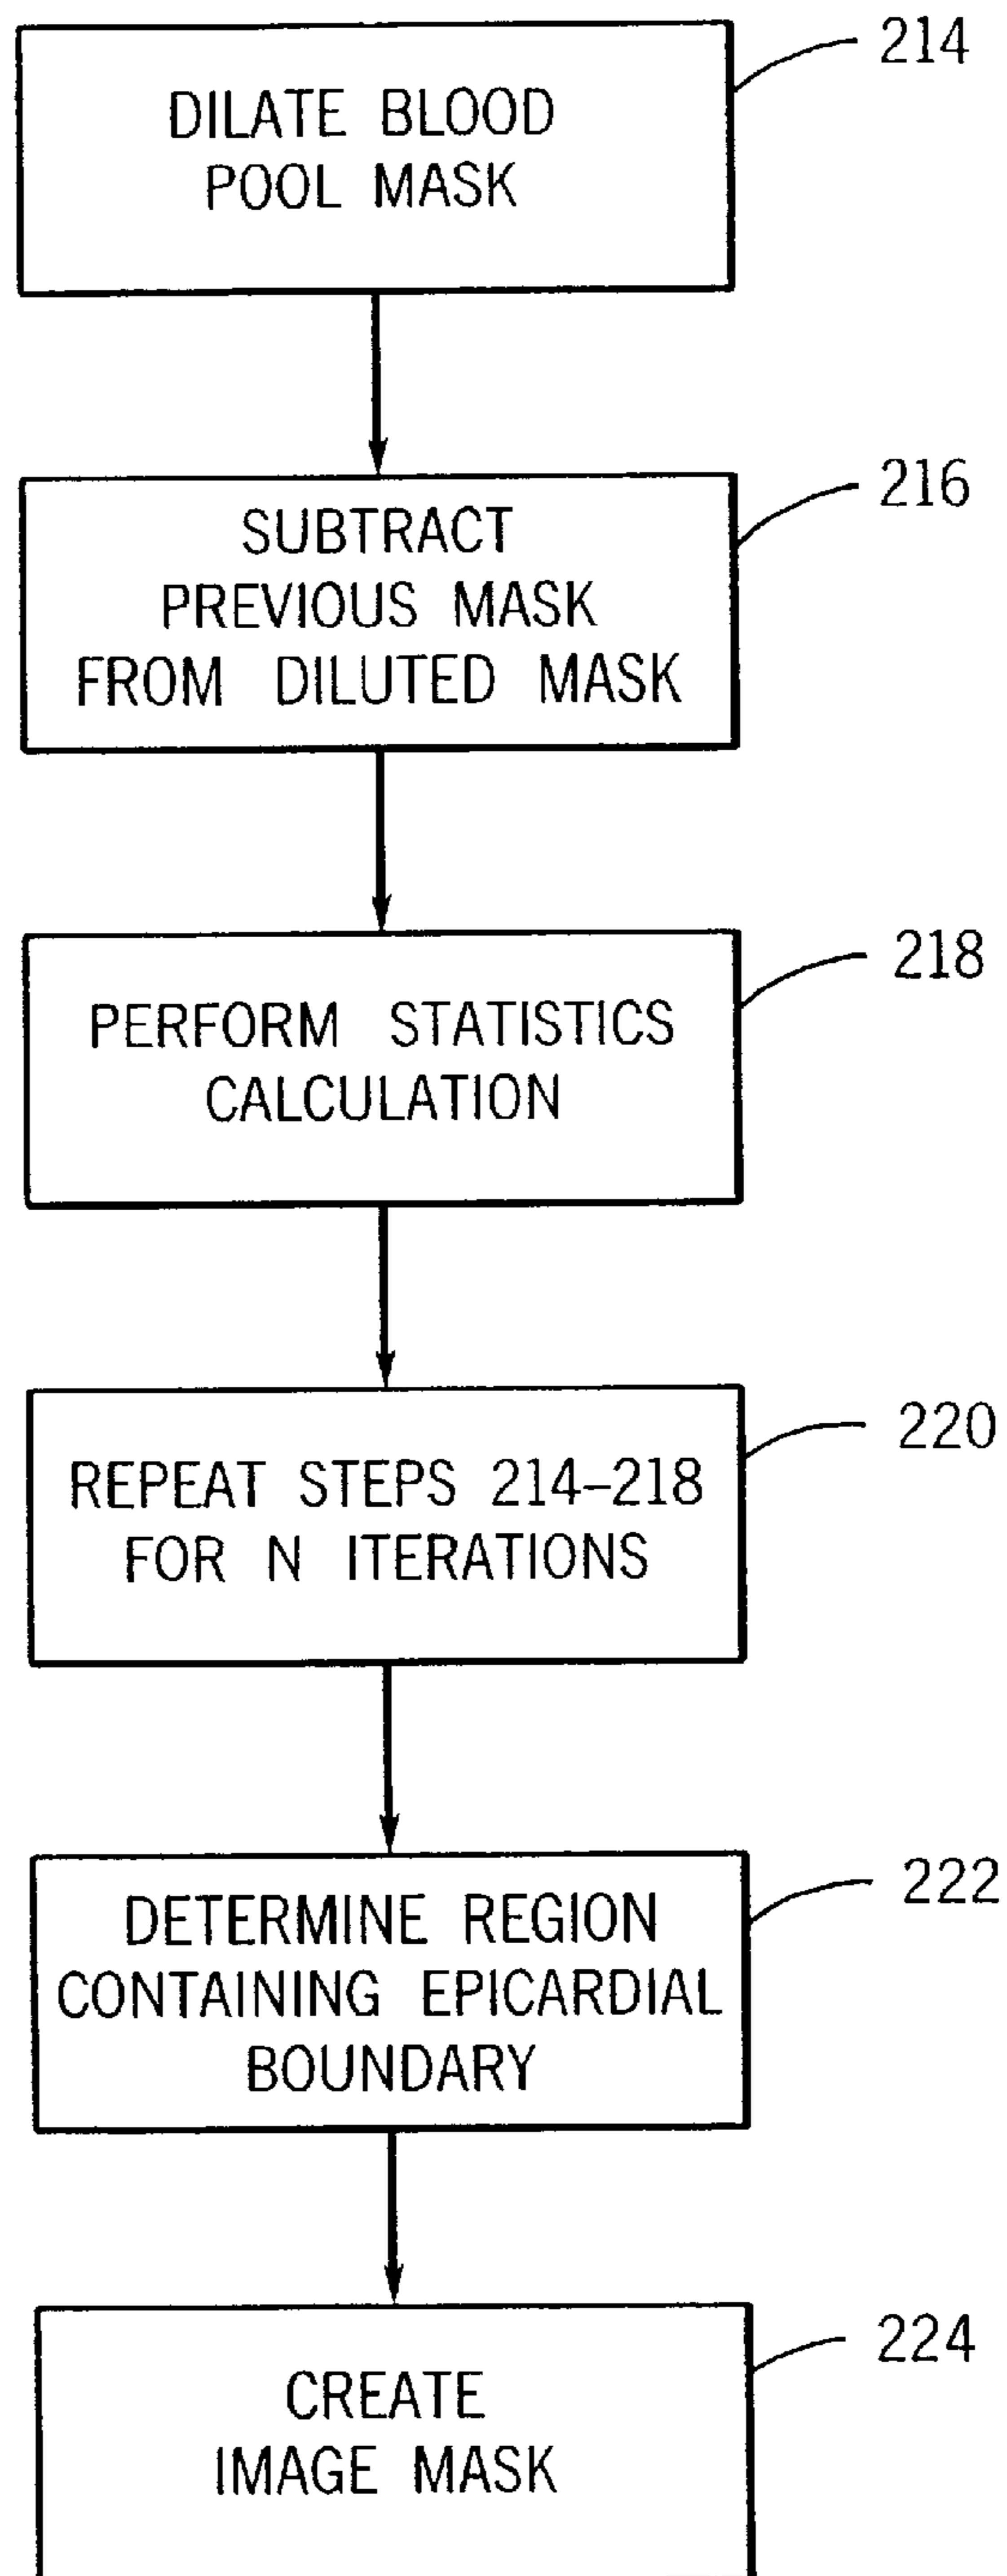 214
DILATE BLOOD
POOL MASK
216
SUBTRACT
PREVIOUS MASK
FROM DILUTED MASK
218
PERFORM STATISTICS
CALCULATION
220
REPEAT STEPS 214–218
FOR N ITERATIONS
222
DETERMINE REGION
CONTAINING EPICARDIAL
BOUNDARY
224
CREATE
IMAGE MASK